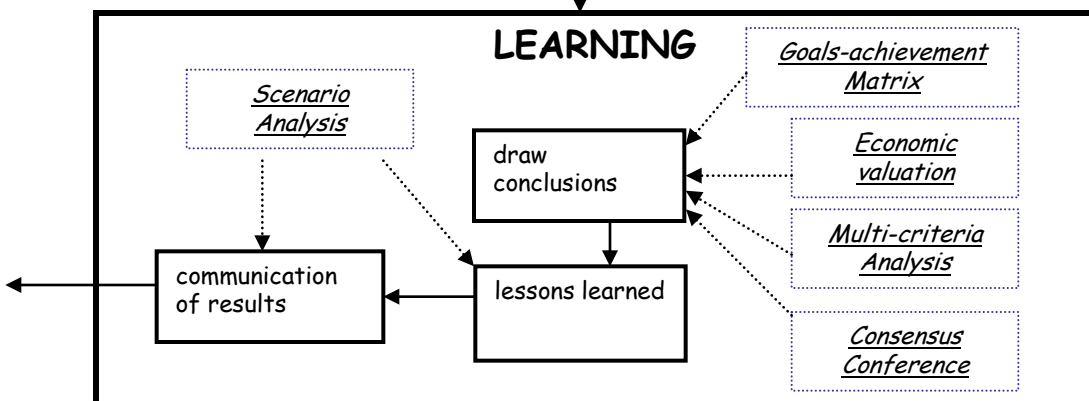 LEARNING
Goals-achievement
Matrix
Scenario
Analysis
draw
conclusions
Economic
valuation
Multi-criteria
Analysis
communication
of results
lessons learned
Consensus
Conference